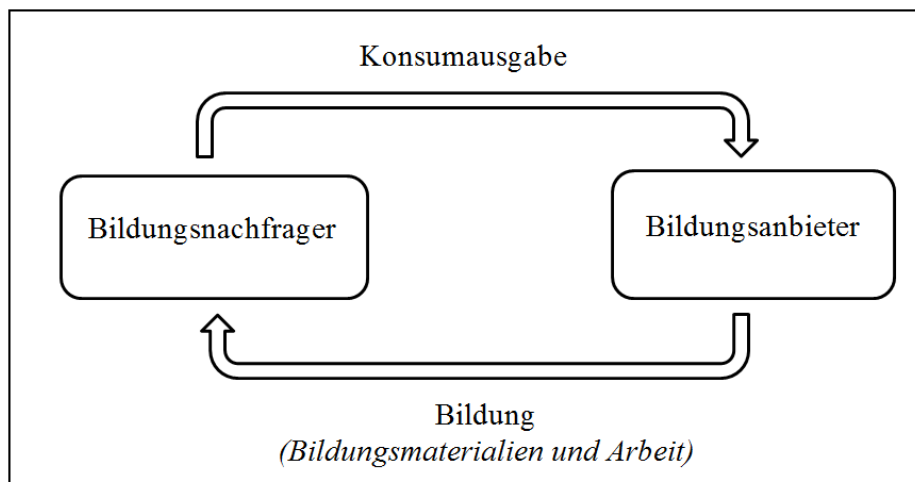 Konsumausgabe
Bildungsnachfrager
Bildungsanbieter
Bildung
(Bildungsmaterialien und Arbeit)